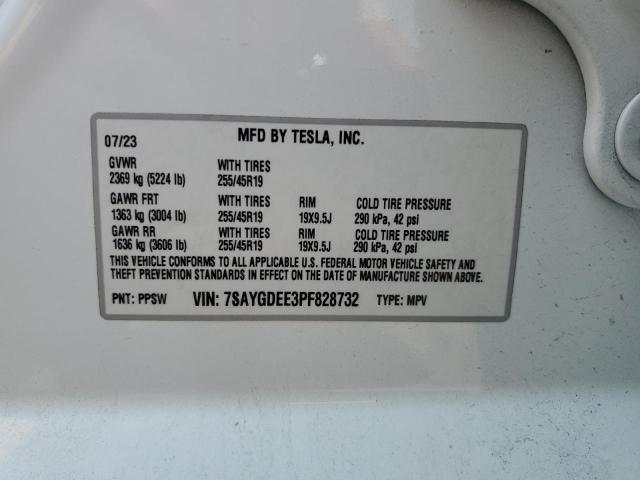 07/23 MFD BY TESLA, INC.
GVWR WITH TIRES
2369 kg (5224 lb) 255/45R19
GAWR FRT WITH TIRES RIM COLD TIRE PRESSURE
1363 kg (3004 lb) 255/45R19 19X9.5J 290 kPa, 42 psi
GAWR RR WITH TIRES RIM COLD TIRE PRESSURE
1636 kg (3606 lb) 255/45R19 19X9.5J 290 kPa, 42 psi
THIS VEHICLE CONFORMS TO ALL APPLICABLE U.S. FEDERAL MOTOR VEHICLE SAFETY AND
THEFT PREVENTION STANDARDS IN EFFECT ON THE DATE OF MANUFACTURE SHOWN ABOVE.
PNT: PPSW VIN: 7SAYGDEE3PF828732 TYPE: MPV